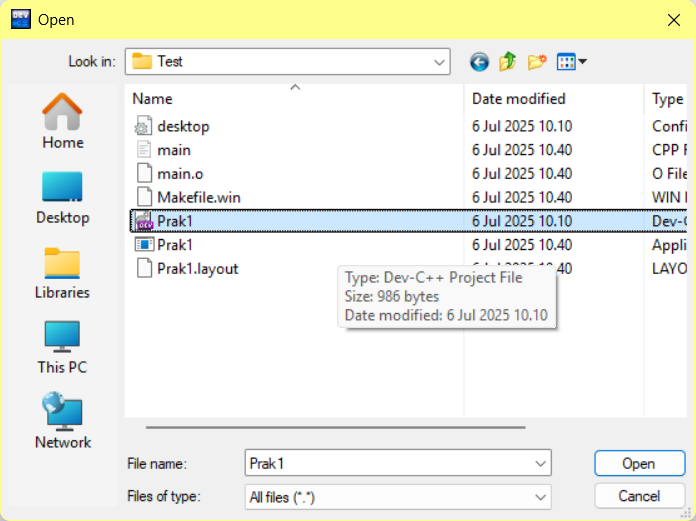 DEV
C++
Open
Look in: Test
Name Date modified Type
desktop 6 Jul 2025 10.10 Confi
main 6 Jul 2025 10.40 CPP F
main.o 6 Jul 2025 10.40 O File
Makefile.win 6 Jul 2025 10.40 WIN
Prak1 6 Jul 2025 10.10 Dev-C
Prak1 6 Jul 2025 10.40 Appli
Prak1.layout 40 LAYO
Type: Dev-C++ Project File
Size: 986 bytes
Date modified: 6 Jul 2025 10.10
Home
Desktop
Libraries
This PC
Network
File name: Prak1 Open
Files of type: All files (*.*) Cancel